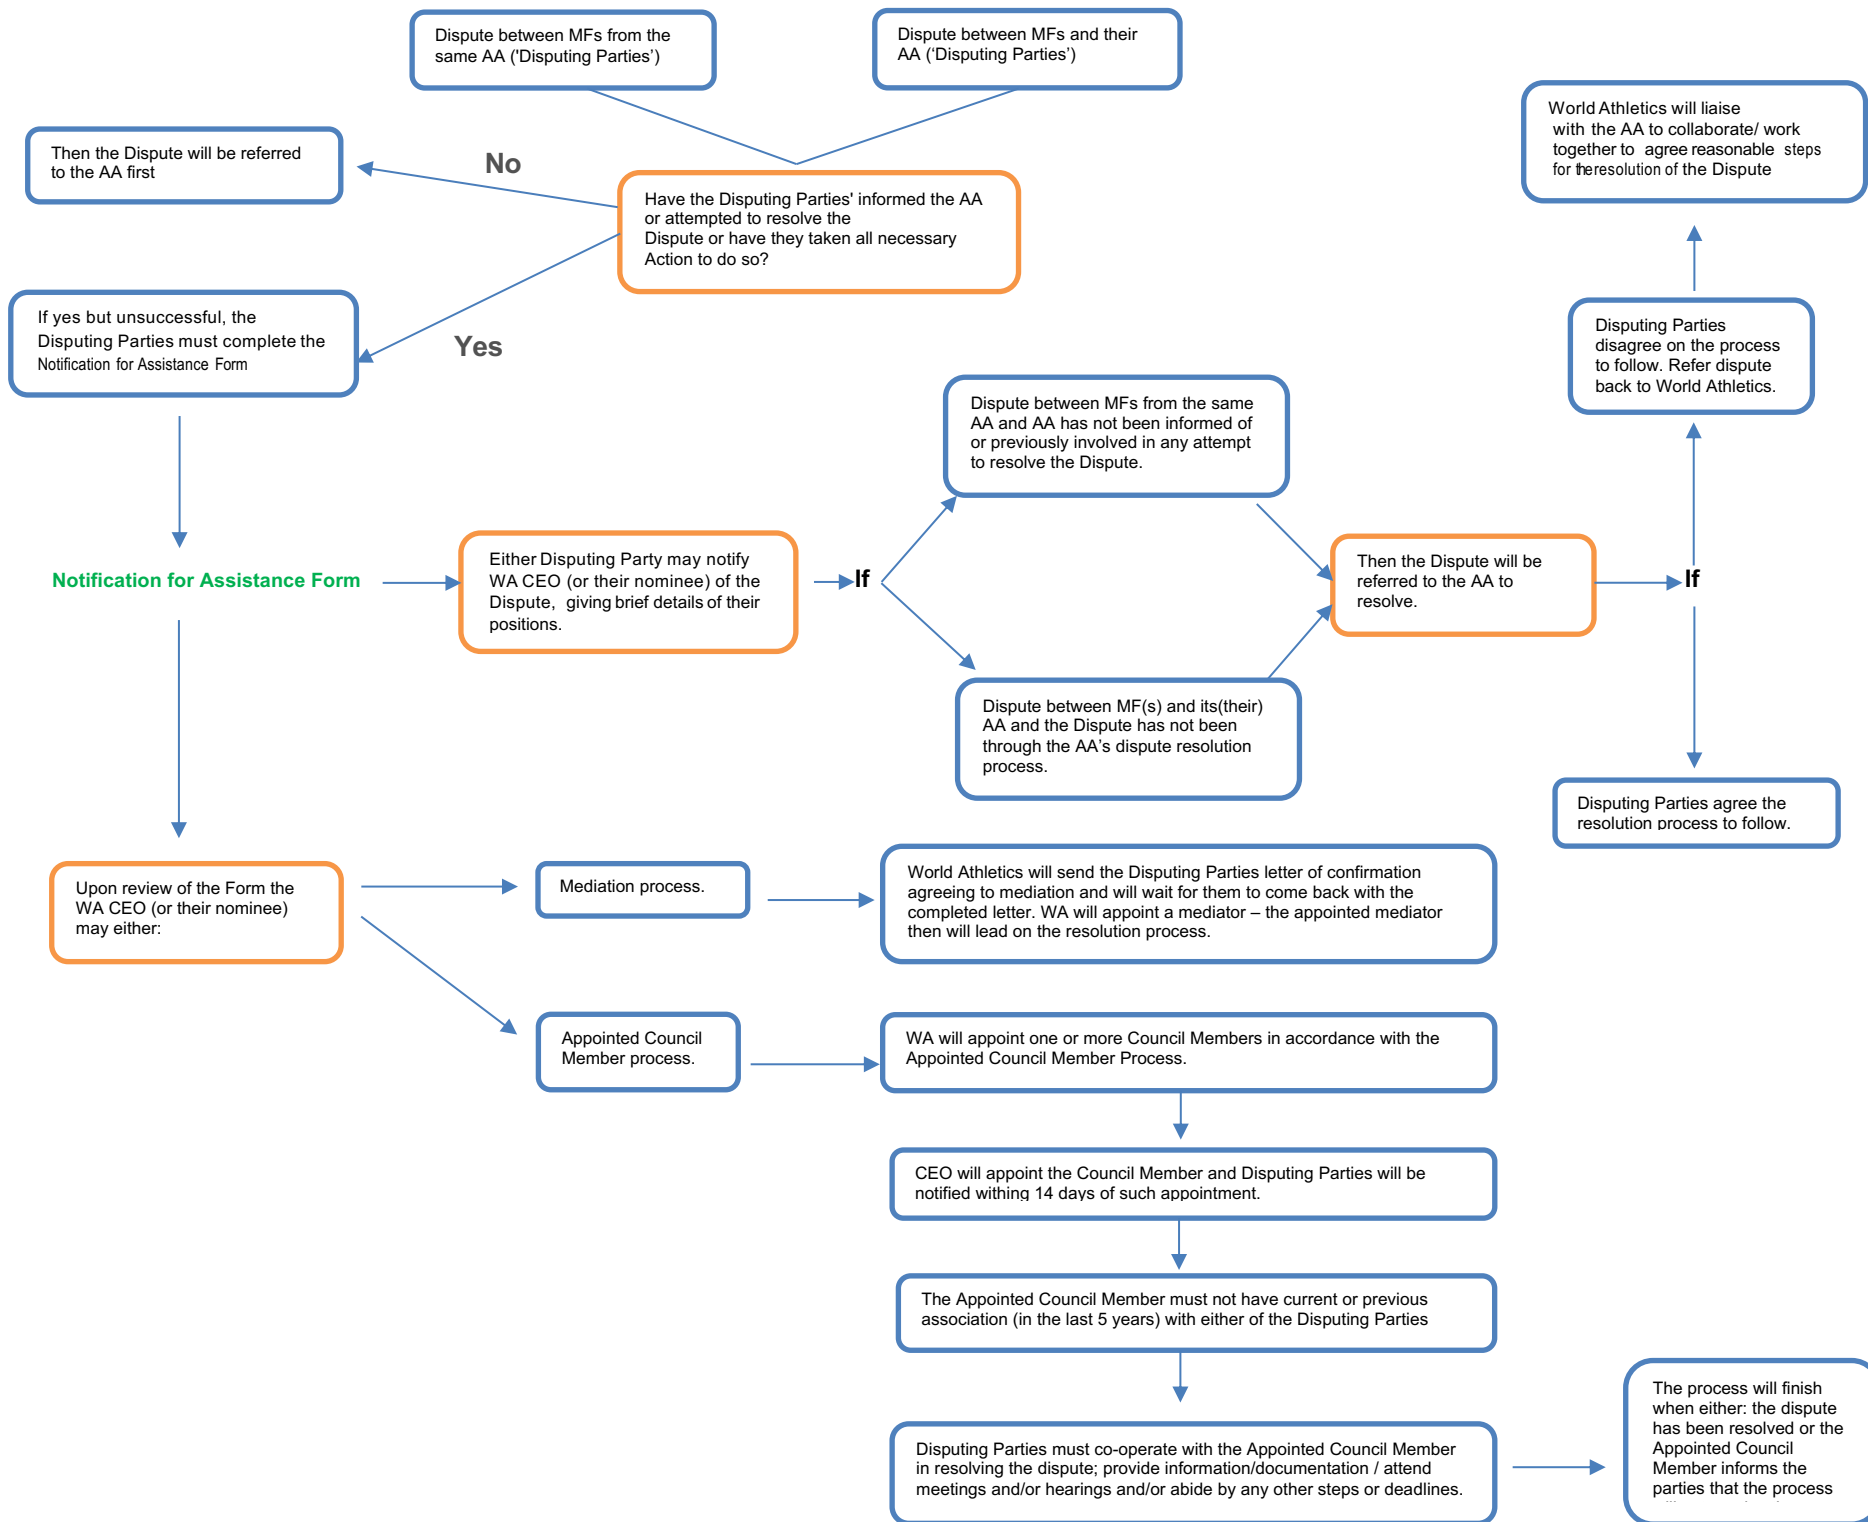 Dispute between MFs from the
same AA ('Disputing Parties’)
Dispute between MFs and their
AA (‘Disputing Parties’)
World Athletics will liaise
with the AA to collaborate/ work
together to agree reasonable steps
for theresolution of the Dispute
Then the Dispute will be referred
to the AA first
No
Have the Disputing Parties' informed the AA
or attempted to resolve the
Dispute or have they taken all necessary
Action to do so?
If yes but unsuccessful, the
Disputing Parties must complete the
Notification for Assistance Form
Yes
Disputing Parties
disagree on the process
to follow. Refer dispute
back to World Athletics.
Dispute between MFs from the same
AA and AA has not been informed of
or previously involved in any attempt
to resolve the Dispute.
Notification for Assistance Form
Either Disputing Party may notify
WA CEO (or their nominee) of the
Dispute, giving brief details of their
positions.
If
Then the Dispute will be
referred to the AA to
resolve.
If
Dispute between MF(s) and its(their)
AA and the Dispute has not been
through the AA’s dispute resolution
process.
Disputing Parties agree the
resolution process to follow.
Upon review of the Form the
WA CEO (or their nominee)
may either:
Mediation process.
World Athletics will send the Disputing Parties letter of confirmation
agreeing to mediation and will wait for them to come back with the
completed letter. WA will appoint a mediator – the appointed mediator
then will lead on the resolution process.
Appointed Council
Member process.
WA will appoint one or more Council Members in accordance with the
Appointed Council Member Process.
CEO will appoint the Council Member and Disputing Parties will be
notified withing 14 days of such appointment.
The Appointed Council Member must not have current or previous
association (in the last 5 years) with either of the Disputing Parties
Disputing Parties must co-operate with the Appointed Council Member
in resolving the dispute; provide information/documentation / attend
meetings and/or hearings and/or abide by any other steps or deadlines.
The process will finish
when either: the dispute
has been resolved or the
Appointed Council
Member informs the
parties that the process